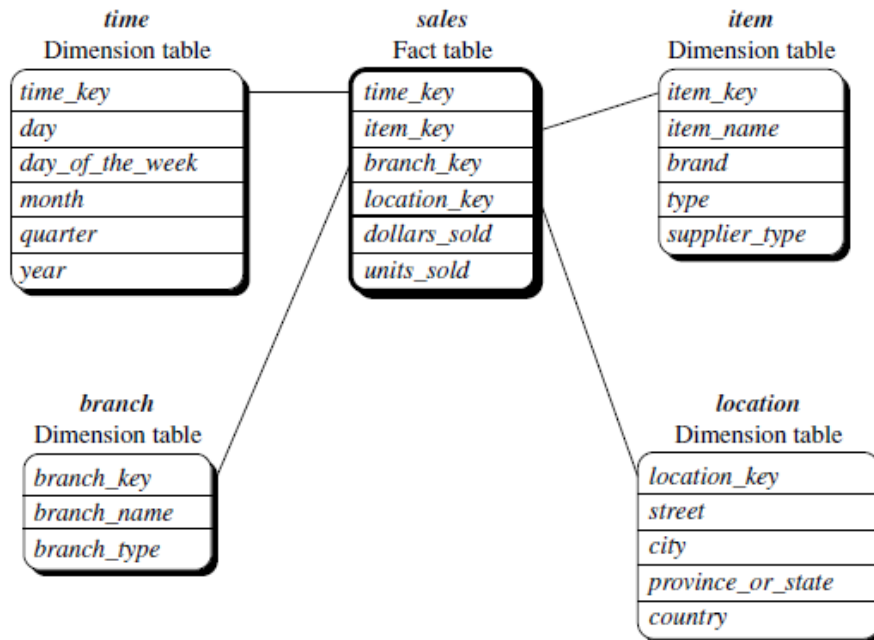 time
Dimension table
time_key
day
day_of_the_week
month
quarter
year
sales
Fact table
time_key
item_key
branch_key
location_key
dollars_sold
units_sold
item
Dimension table
item_key
item_name
brand
type
supplier_type
branch
Dimension table
branch_key
branch_name
branch_type
location
Dimension table
location_key
street
city
province_or_state
country